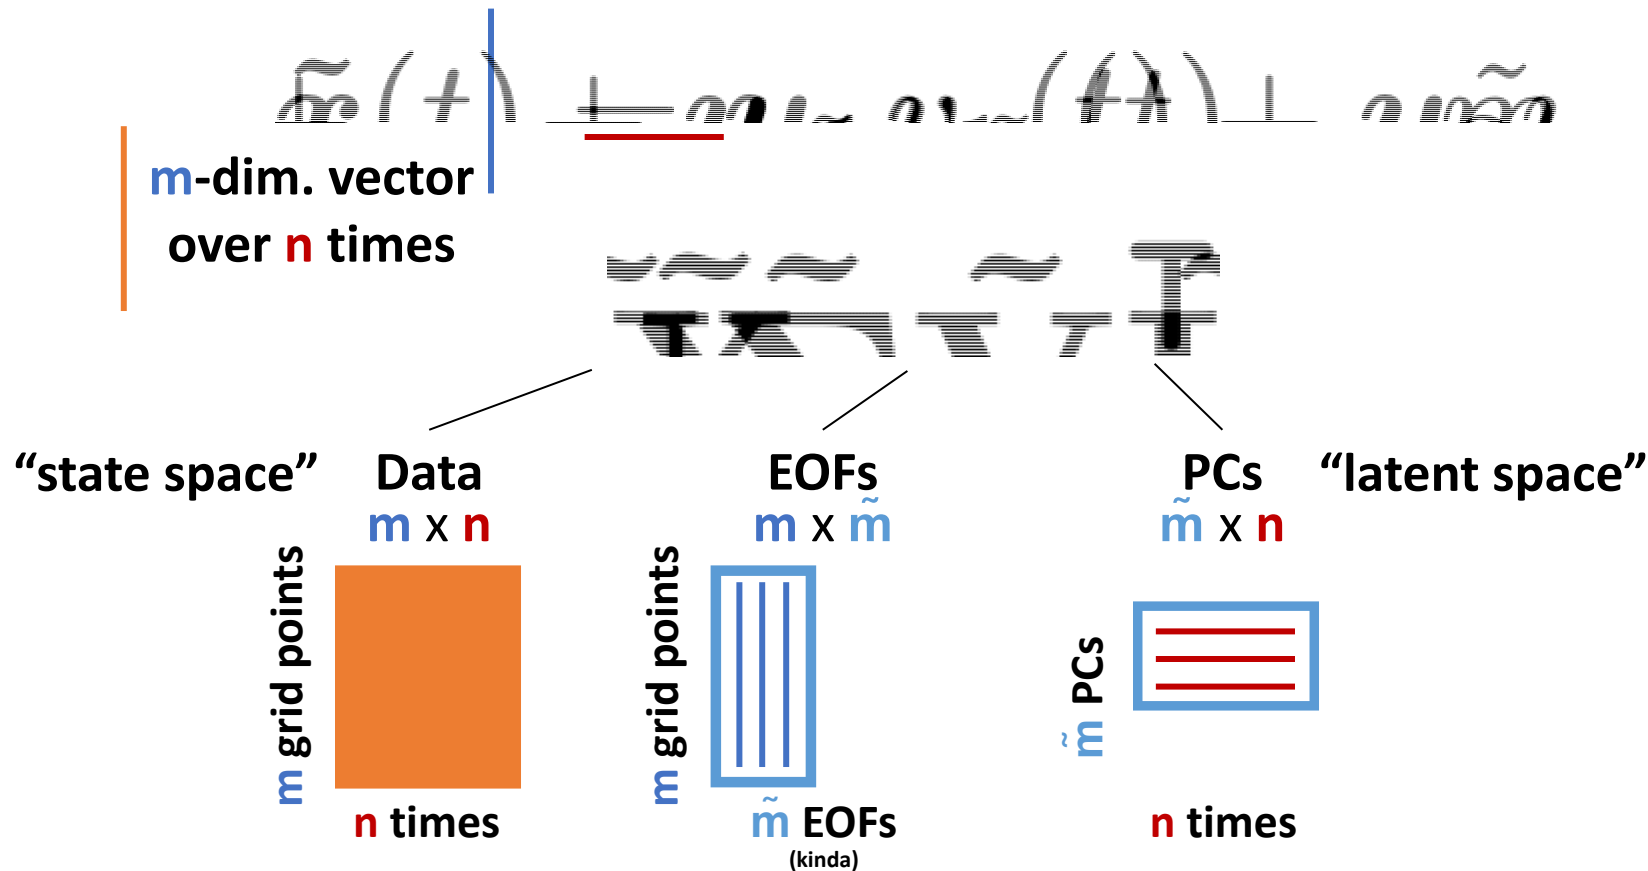 m-dim. vector
over n times
“state space” Data EOFs PCs “latent space”
m x n m x m̃ m̃ x n
m grid points
m grid points
m̃ PCs
n times
m̃ EOFs
(kinda)
n times